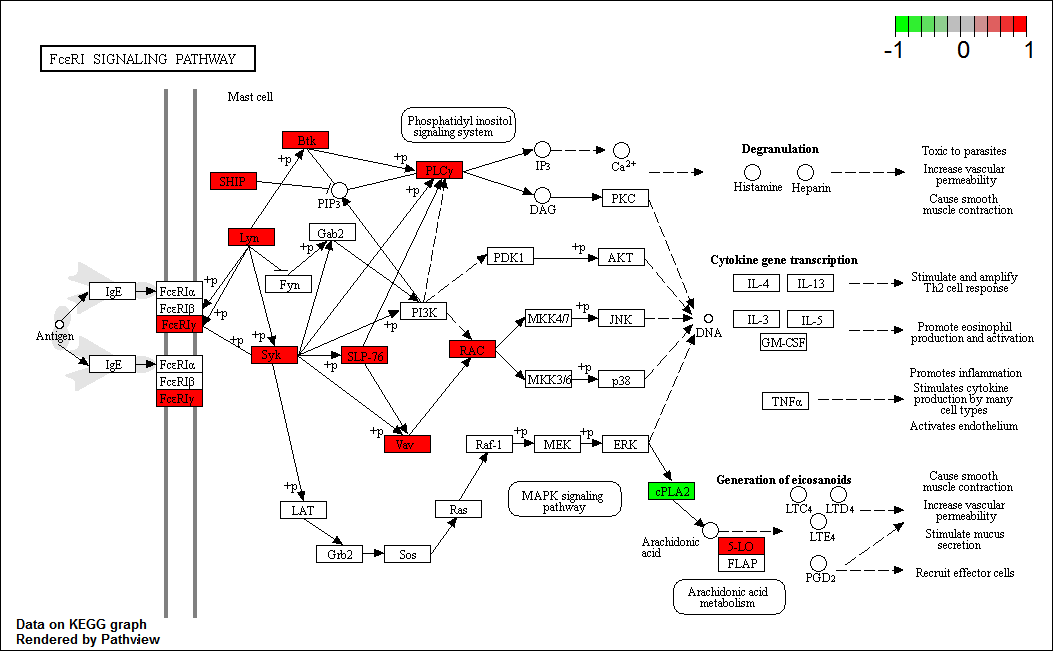 -1 0 1
FcεRI SIGNALING PATHWAY
Mast cell
Phosphatidyl inositol
signaling system
Btk
+p
+p
PLCγ
+p
SHIP
PIP3
IP3
Ca2+
DAG
PKC
Degranulation
Histamine
Heparin
Toxic to parasites
Increase vascular
permeability
Cause smooth
muscle contraction
Lyn
Gab2
+p
Fyn
PDK1
+p
AKT
Cytokine gene transcription
IL-4
IL-13
IL-3
IL-5
GM-CSF
Stimulate and amplify
Th2 cell response
Promote eosinophil
production and activation
Antigen
IgE
FcεRIα
FcεRIβ
FcεRIγ
+p
+p
IgE
FcεRIα
FcεRIβ
FcεRIγ
+p
Syk
+p
SLP-76
+p
PI3K
RAC
MKK4/7
+p
JNK
MKK3/6
+p
p38
DNA
TNFα
Promotes inflammation
Stimulates cytokine
production by many
cell types
Activates endothelium
+p
Vav
Raf-1
+p
MEK
+p
ERK
+p
LAT
Grb2
Sos
Ras
MAPK signaling
pathway
cPLA2
Arachidonic
acid
5-LO
FLAP
Arachidonic acid
metabolism
Generation of eicosanoids
LTC4
LTD4
LTE4
PGD2
Cause smooth
muscle contraction
Increase vascular
permeability
Stimulate mucus
secretion
Recruit effector cells
Data on KEGG graph
Rendered by Pathview